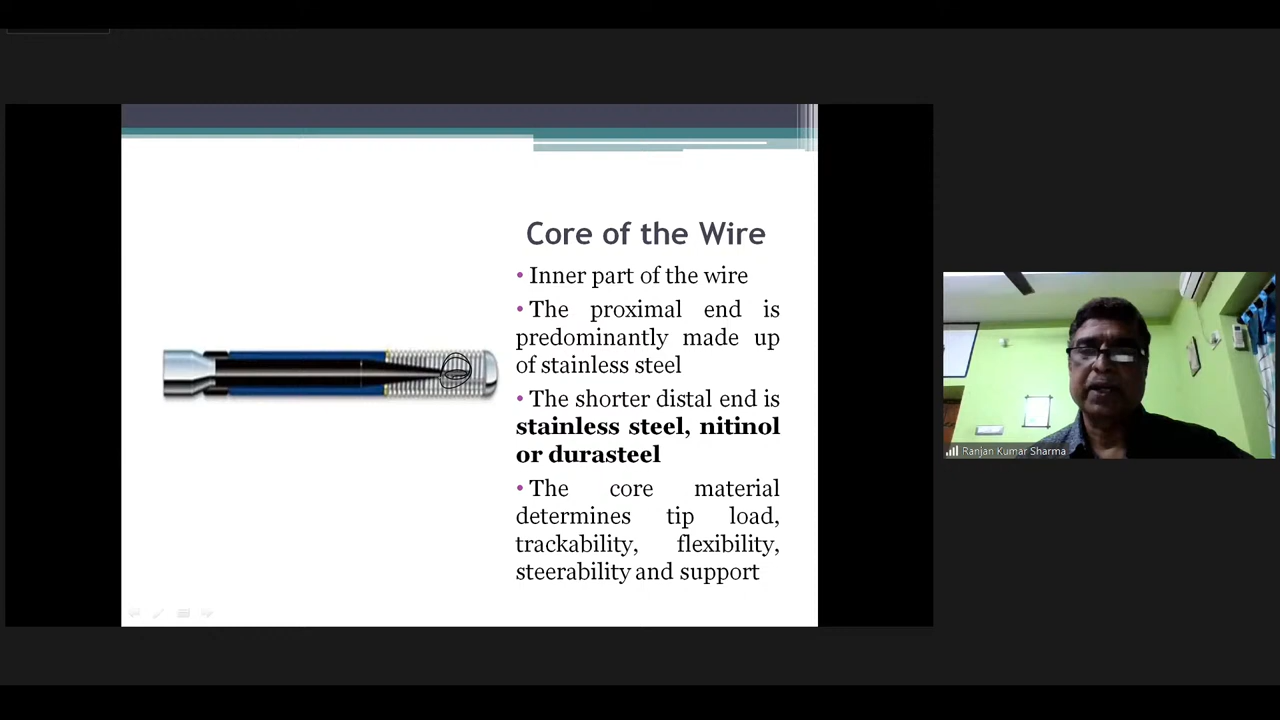 Core of the Wire
• Inner part of the wire
• The proximal end is
predominantly made up
of stainless steel
• The shorter distal end is
stainless steel, nitinol
or durasteel
• The core material
determines tip load,
trackability, flexibility,
steerability and support
Ranjan Kumar Sharma